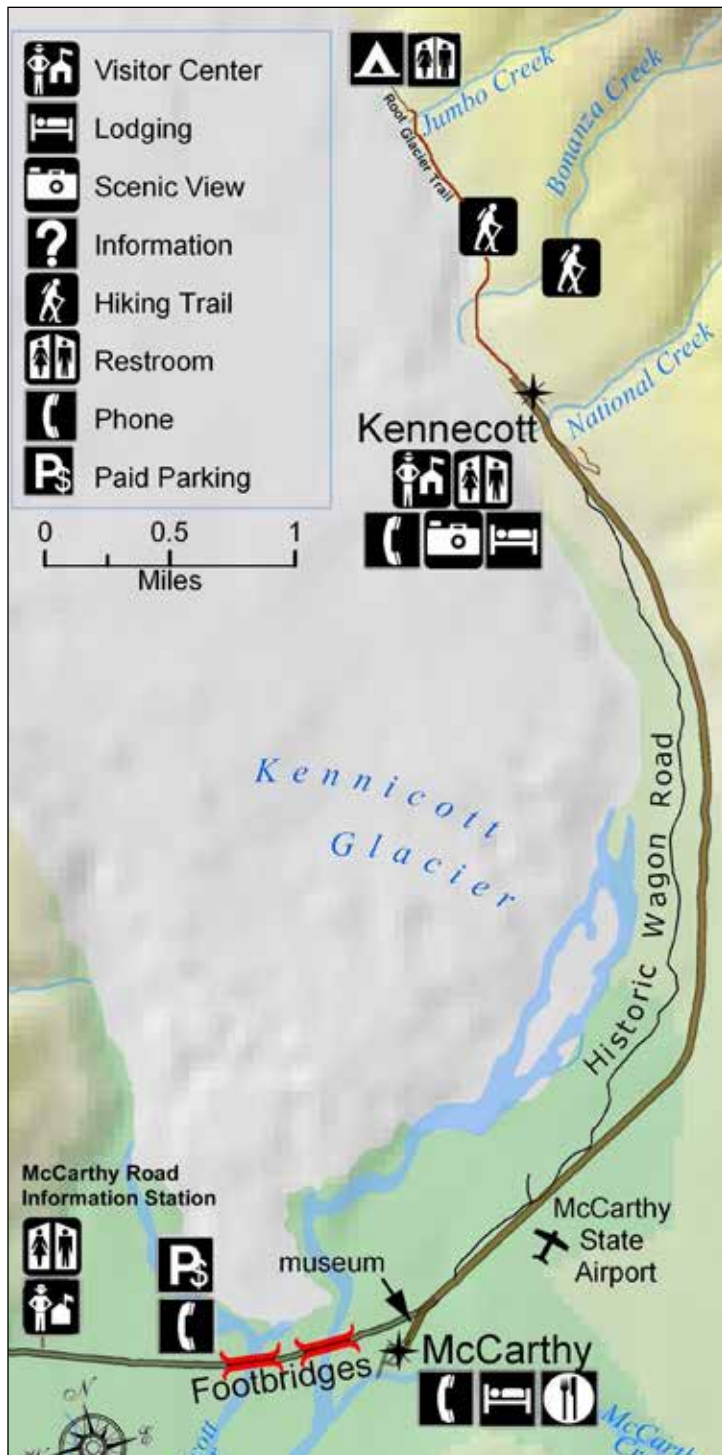 Visitor Center
Lodging
Scenic View
Information
Hiking Trail
Restroom
Phone
Paid Parking
0 0.5 1
Miles
Root Glacier Trail
Jumbo Creek
Bonanza Creek
National Creek
Kennecott
Kennicott
Glacier
Historic Wagon Road
McCarthy Road
Information Station
P$
museum
McCarthy
State
Airport
Footbridges
McCarthy
N
E